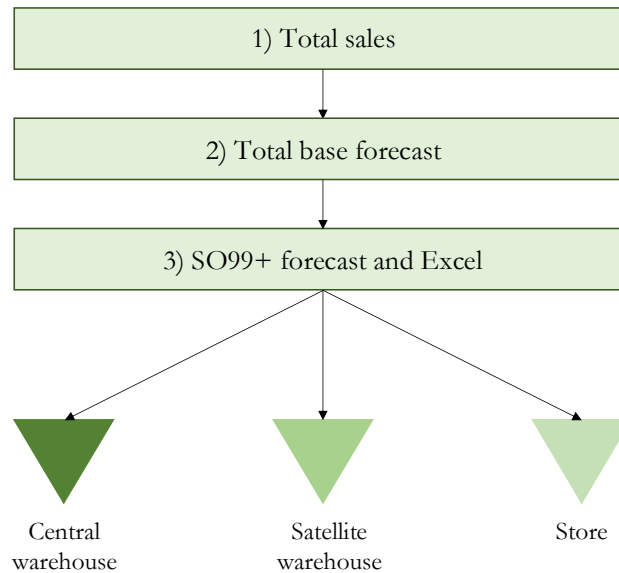 1) Total sales
2) Total base forecast
3) SO99+ forecast and Excel
Central
warehouse
Satellite
warehouse
Store